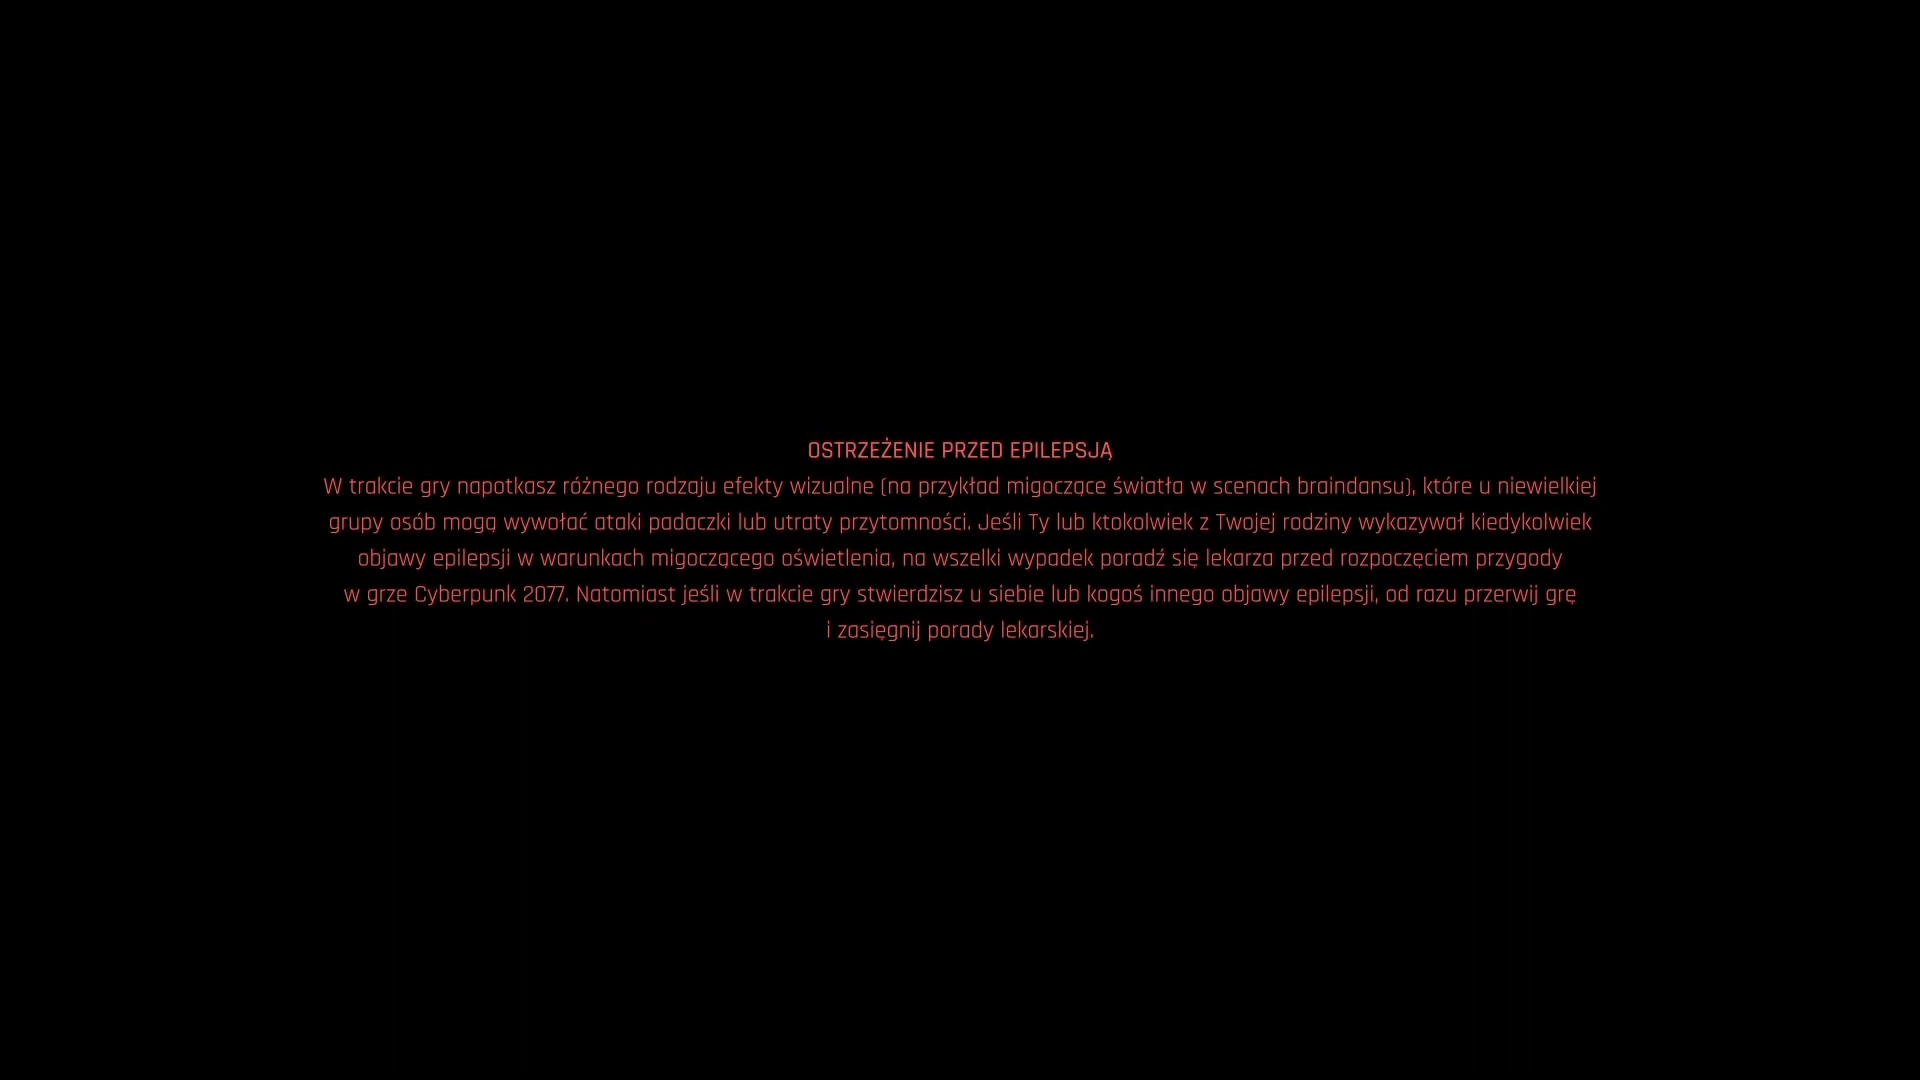 OSTRZEŻENIE PRZED EPILEPSJĄ
W trakcie gry napotkasz różnego rodzaju efekty wizualne (na przykład migoczące światła w scenach braindansu), które u niewielkiej
grupy osób mogą wywołać ataki padaczki lub utraty przytomności. Jeśli Ty lub ktokolwiek z Twojej rodziny wykazywał kiedykolwiek
objawy epilepsji w warunkach migoczącego oświetlenia, na wszelki wypadek poradź się lekarza przed rozpoczęciem przygody
w grze Cyberpunk 2077. Natomiast jeśli w trakcie gry stwierdzisz u siebie lub kogoś innego objawy epilepsji, od razu przerwij grę
i zasięgnij porady lekarskiej.